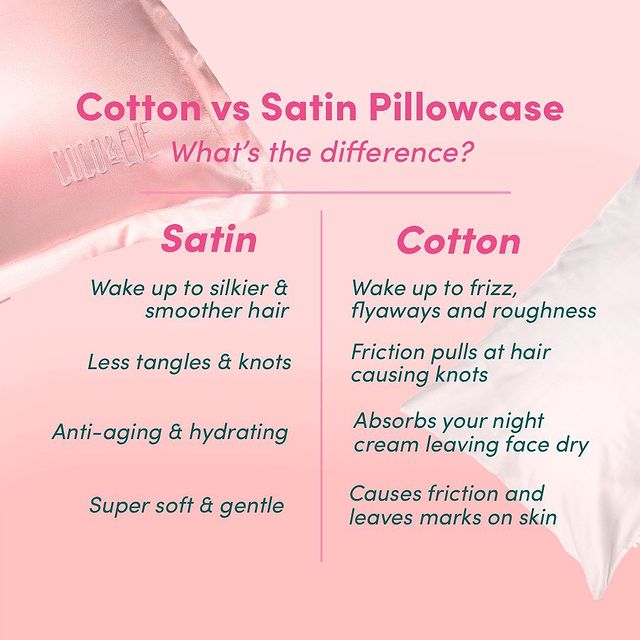 Cotton vs Satin Pillowcase
COCO&EVE
What's the difference?
Satin
Wake up to silkier &
smoother hair
Less tangles & knots
Anti-aging & hydrating
Super soft & gentle
Cotton
Wake up to frizz,
flyaways and roughness
Friction pulls at hair
causing knots
Absorbs your night
cream leaving face dry
Causes friction and
leaves marks on skin